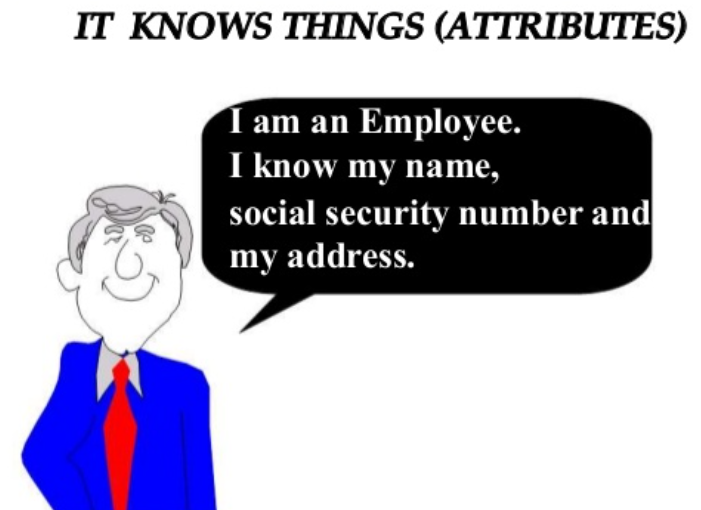 IT KNOWS THINGS (ATTRIBUTES)
I am an Employee.
I know my name,
social security number and
my address.